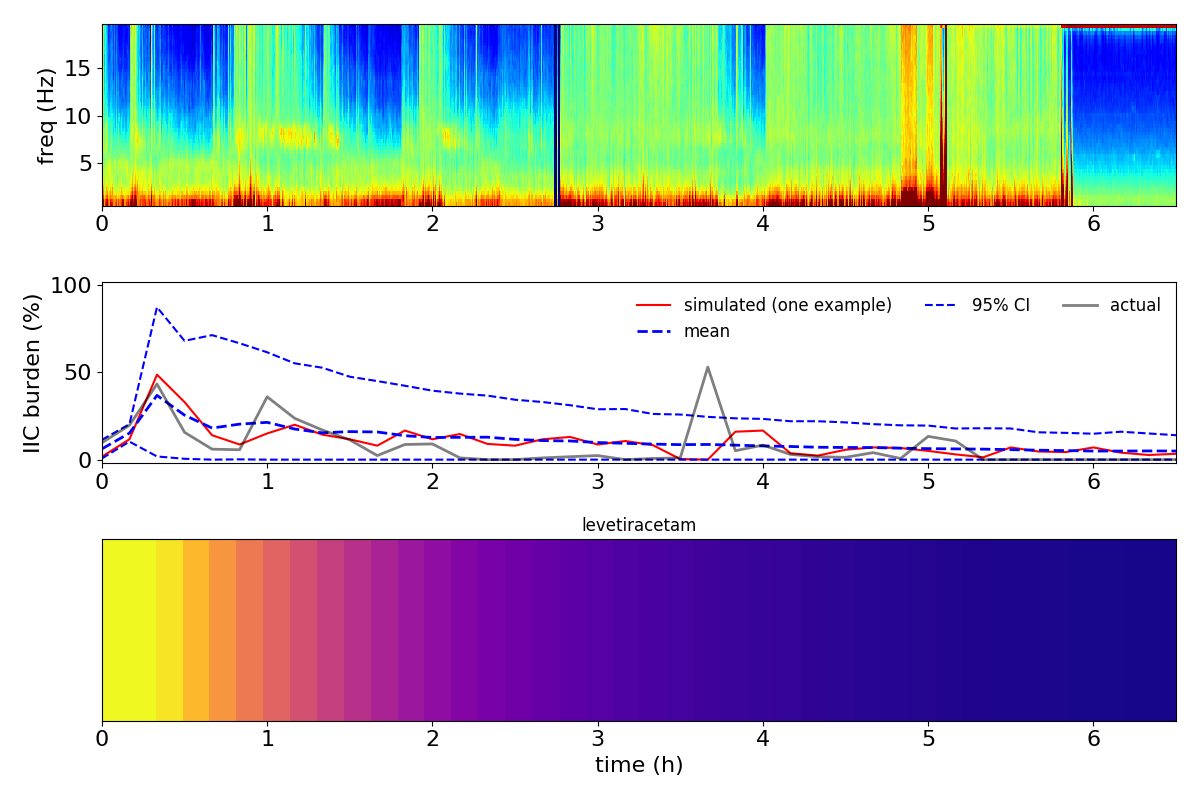 freq (Hz)
15
10
5
0 1 2 3 4 5 6
IIC burden (%)
100
50
0
simulated (one example)
mean
95% CI
actual
0 1 2 3 4 5 6
levetiracetam
0 1 2 3 4 5 6
time (h)